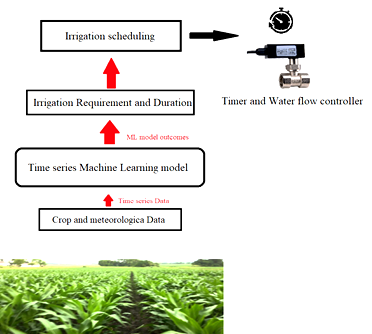 Irrigation scheduling
Timer and Water flow controller
Irrigation Requirement and Duration
ML model outcomes
Time series Machine Learning model
Time series Data
Crop and meteorologica Data